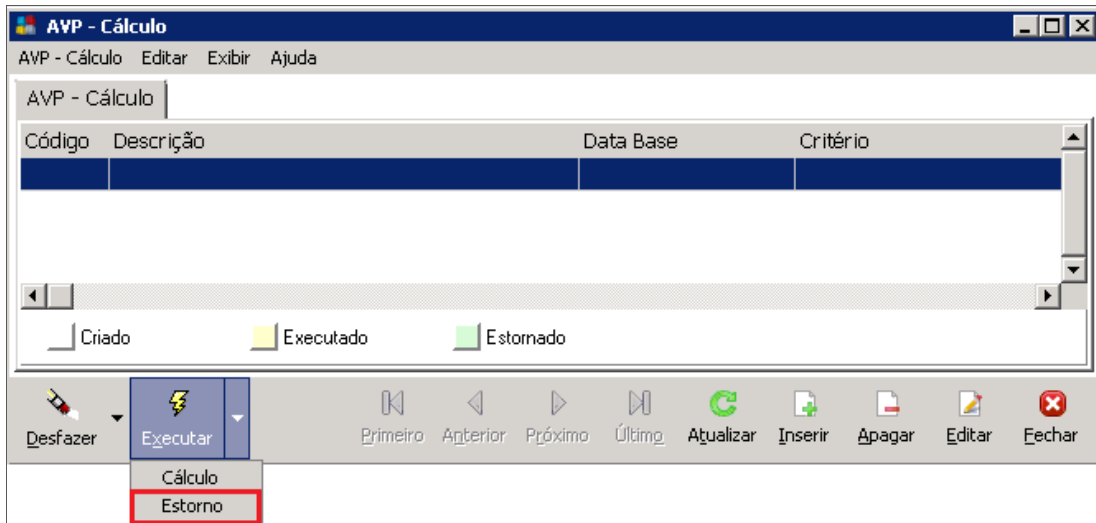 AVP - Cálculo
AVP - Cálculo Editar Exibir Ajuda
AVP - Cálculo
Código Descrição Data Base Critério
Criado Executado Estornado
Desfazer Executar Primeiro Anterior Próximo Último Atualizar Inserir Apagar Editar Fechar
Cálculo
Estorno